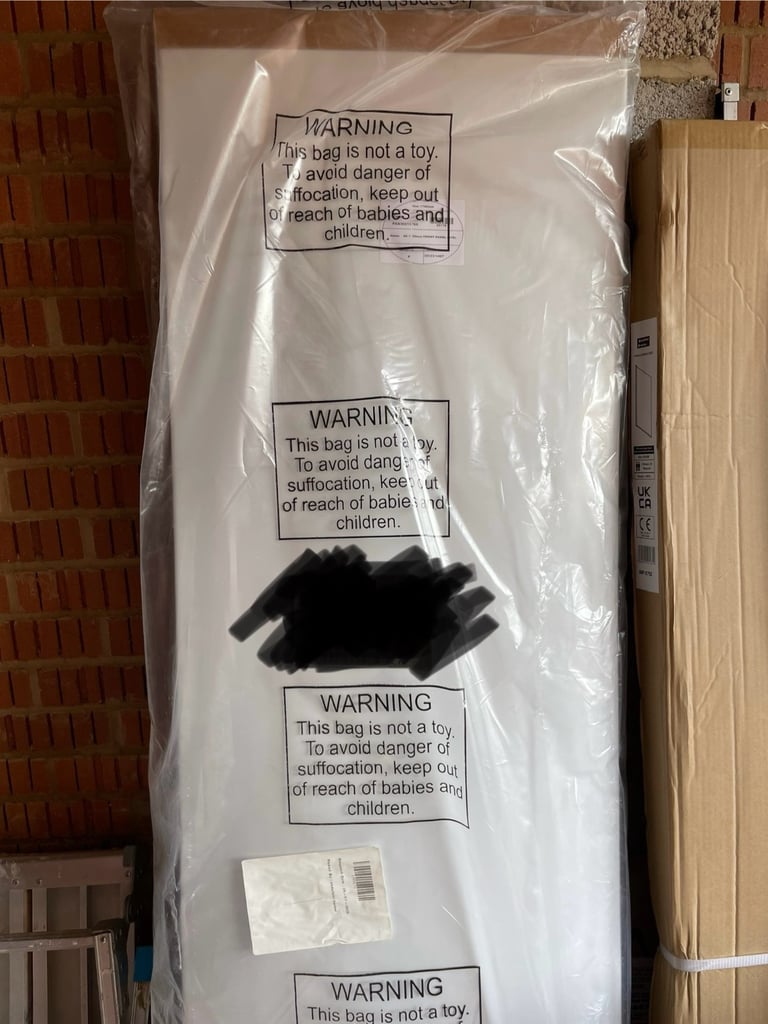 WARNING
This bag is not a toy.
To avoid danger of
suffocation, keep out
of reach of babies and
children.
WARNING
This bag is not a toy.
To avoid danger of
suffocation, keep out
of reach of babies and
children.
UK
CA
CE
WARNING
This bag is not a toy.
To avoid danger of
suffocation, keep out
of reach of babies and
children.
WARNING
This bag is not a toy.